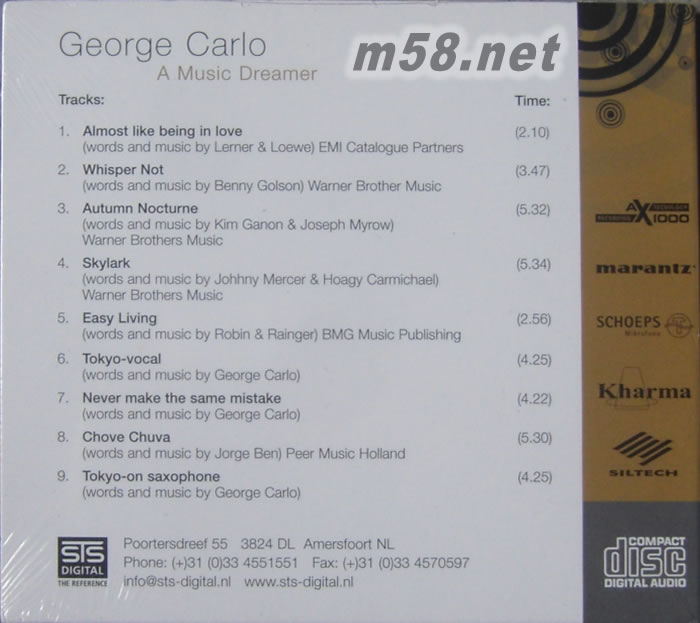 George Carlo
A Music Dreamer
m58.net
Tracks: Time:
1. Almost like being in love (2.10)
(words and music by Lerner & Loewe) EMI Catalogue Partners
2. Whisper Not (3.47)
(words and music by Benny Golson) Warner Brother Music
3. Autumn Nocturne (5.32)
(words and music by Kim Ganon & Joseph Myrow)
Warner Brothers Music
4. Skylark (5.34)
(words and music by Johhny Mercer & Hoagy Carmichael)
Warner Brothers Music
5. Easy Living (2.56)
(words and music by Robin & Rainger) BMG Music Publishing
6. Tokyo-vocal (4.25)
(words and music by George Carlo)
7. Never make the same mistake (4.22)
(words and music by George Carlo)
8. Chove Chuva (5.30)
(words and music by Jorge Ben) Peer Music Holland
9. Tokyo-on saxophone (4.25)
(words and music by George Carlo)
STS
DIGITAL
THE REFERENCE
Poortersdreef 55 3824 DL Amersfoort NL
Phone: (+)31 (0)33 4551551 Fax: (+)31 (0)33 4570597
info@sts-digital.nl www.sts-digital.nl
AX TECNOLOGY
RECORDING 1000
marantz
SCHOEPS
Mikrofone
Kharma
SILTECH
COMPACT
disc
DIGITAL AUDIO